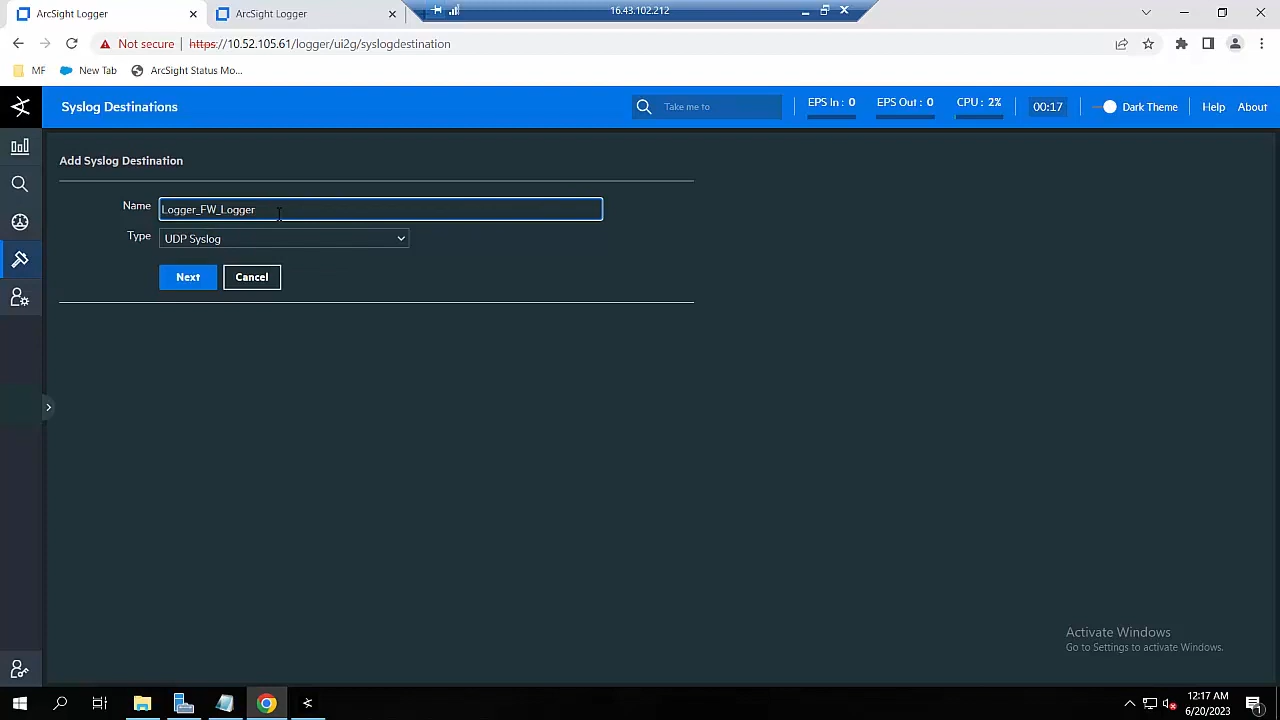 ArcSight Logger
ArcSight Logger
16.43.102.212
Not secure
https://10.52.105.61/logger/ui2g/syslogdestination
MF
New Tab
ArcSight Status Mo...
Syslog Destinations
Take me to
EPS In : 0
EPS Out : 0
CPU : 2%
00:17
Dark Theme
Help
About
Add Syslog Destination
Name
Logger_FW_Logger
Type
UDP Syslog
Next
Cancel
Activate Windows
Go to Settings to activate Windows.
12:17 AM
6/20/2023
1